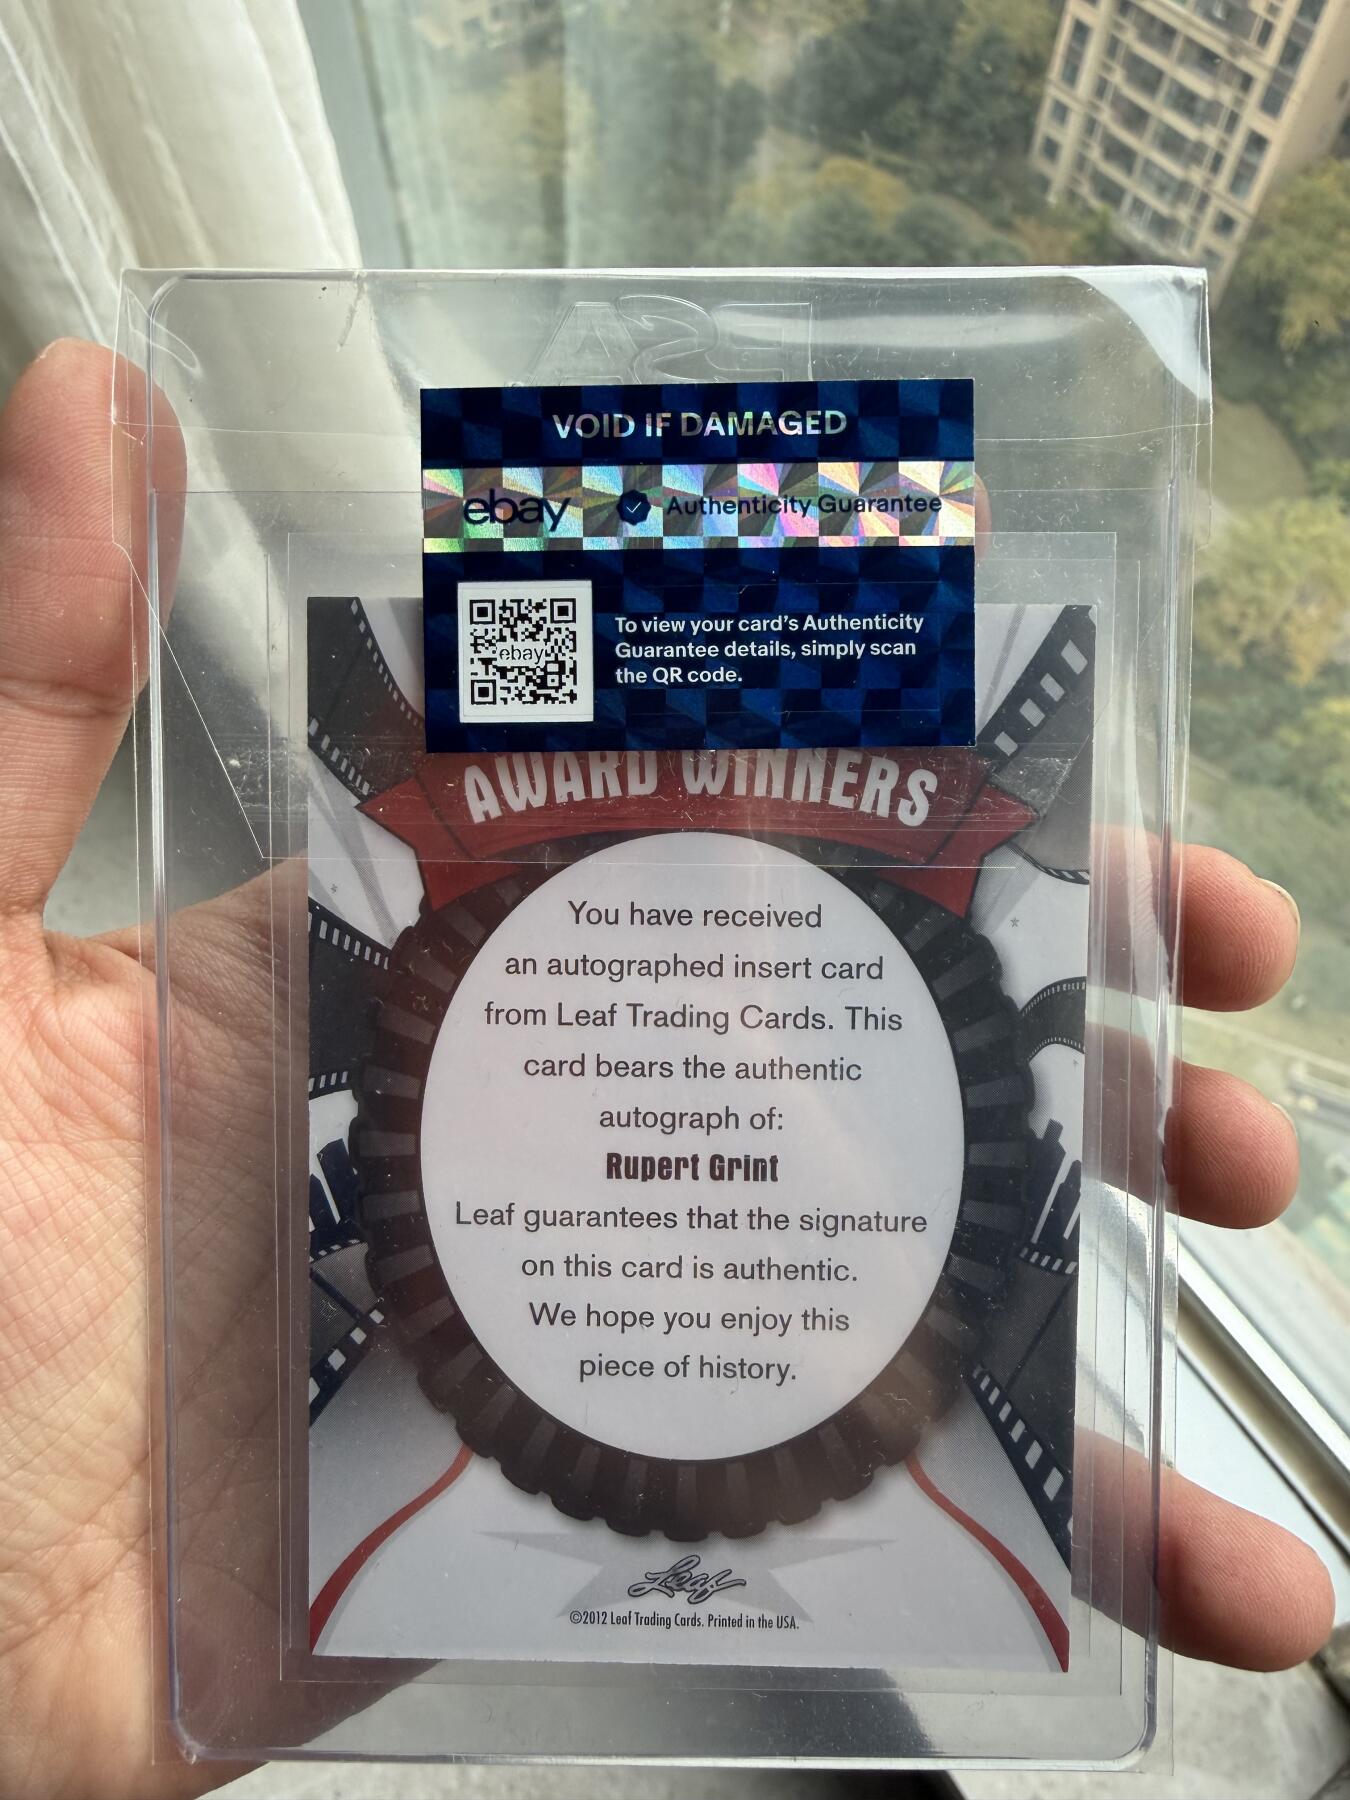 PSA
VOID IF DAMAGED
ebay Authenticity Guarantee
ebay
To view your card's Authenticity
Guarantee details, simply scan
the QR code.
AWARD WINNERS
You have received
an autographed insert card
from Leaf Trading Cards. This
card bears the authentic
autograph of:
Rupert Grint
Leaf guarantees that the signature
on this card is authentic.
We hope you enjoy this
piece of history.
Leaf
©2012 Leaf Trading Cards. Printed in the USA.